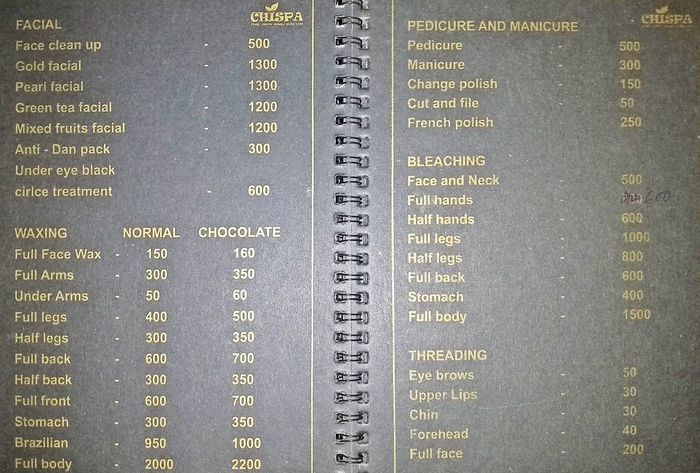 CHISPA
FACIAL
Face clean up - 500
Gold facial - 1300
Pearl facial - 1300
Green tea facial - 1200
Mixed fruits facial - 1200
Anti - Dan pack - 300
Under eye black
cirlce treatment - 600
WAXING NORMAL CHOCOLATE
Full Face Wax - 150 160
Full Arms - 300 350
Under Arms - 50 60
Full legs - 400 500
Half legs - 300 350
Full back - 600 700
Half back - 300 350
Full front - 600 700
Stomach - 300 350
Brazilian - 950 1000
Full body - 2000 2200
CHISPA
PEDICURE AND MANICURE
Pedicure - 500
Manicure - 300
Change polish - 150
Cut and file - 50
French polish - 250
BLEACHING
Face and Neck - 500
Full hands - 600
Half hands - 600
Full legs - 1000
Half legs - 800
Full back - 600
Stomach - 400
Full body - 1500
THREADING
Eye brows - 50
Upper Lips - 30
Chin - 30
Forehead - 40
Full face - 200